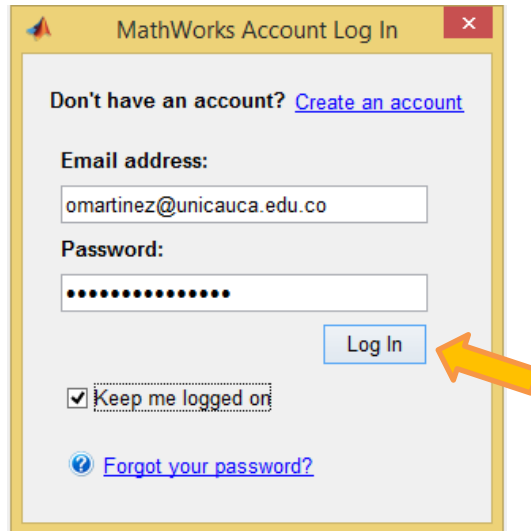 MathWorks Account Log In
Don't have an account? Create an account
Email address:
omartinez@unicauca.edu.co
Password:
•••••••••••••••
Log In
Keep me logged on
Forgot your password?